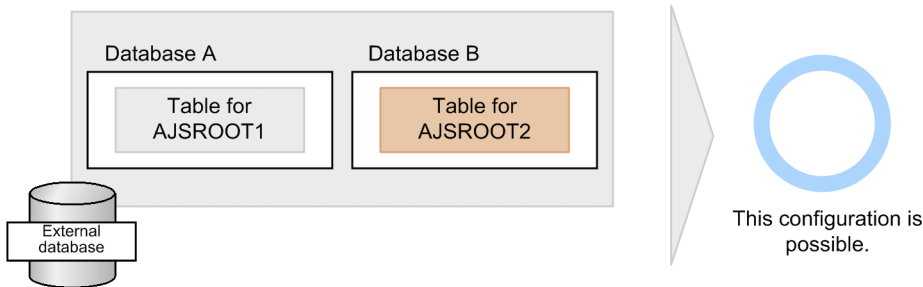 Database A
Database B
Table for
AJSROOT1
Table for
AJSROOT2
External
database
This configuration is
possible.